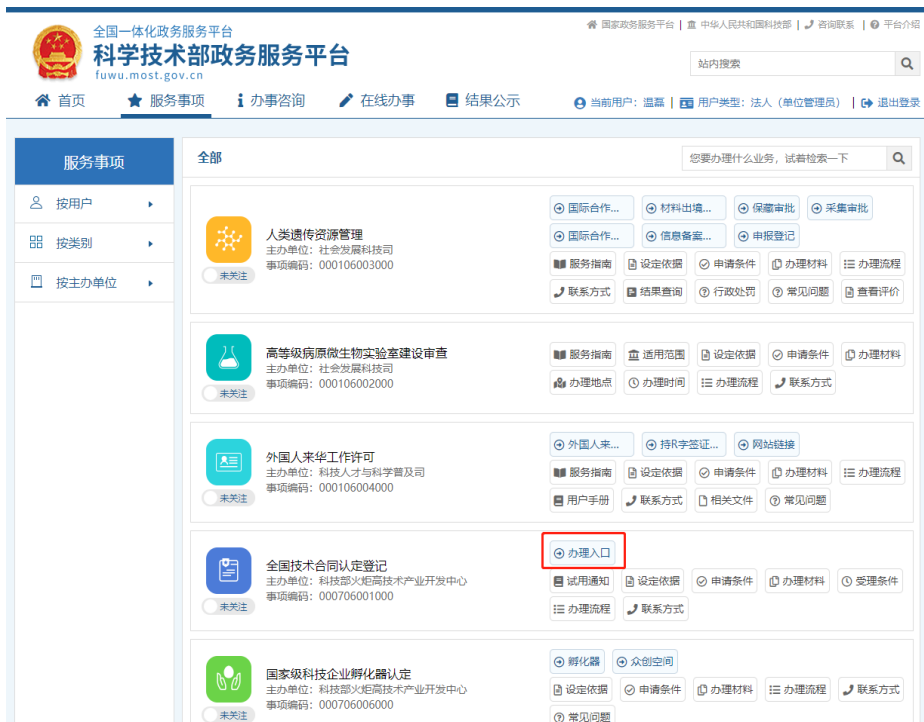 国家政务服务平台 | 中华人民共和国科技部 | 咨询联系 | 平台介绍
全国一体化政务服务平台
科学技术部政务服务平台
fuwu.most.gov.cn
站内搜索
首页 服务事项 办事咨询 在线办事 结果公示 当前用户：温磊 | 用户类型：法人（单位管理员） | 退出登录
服务事项
按用户
按类别
按主办单位
全部 您要办理什么业务，试着检索一下
人类遗传资源管理
主办单位：社会发展科技司
事项编码：000106003000
未关注
国际合作... 材料出境... 保藏审批 采集审批
国际合作... 信息备案... 申报登记
服务指南 设定依据 申请条件 办理材料 办理流程
联系方式 结果查询 行政处罚 常见问题 查看评价
高等级病原微生物实验室建设审查
主办单位：社会发展科技司
事项编码：000106002000
未关注
服务指南 适用范围 设定依据 申请条件 办理材料
办理地点 办理时间 办理流程 联系方式
外国人来华工作许可
主办单位：科技人才与科学普及司
事项编码：000106004000
未关注
外国人来... 持R字签证... 网站链接
服务指南 设定依据 申请条件 办理材料 办理流程
用户手册 联系方式 相关文件 常见问题
全国技术合同认定登记
主办单位：科技部火炬高技术产业开发中心
事项编码：000706001000
未关注
办理入口
试用通知 设定依据 申请条件 办理材料 受理条件
办理流程 联系方式
国家级科技企业孵化器认定
主办单位：科技部火炬高技术产业开发中心
事项编码：000706006000
未关注
孵化器 众创空间
设定依据 申请条件 办理材料 办理流程 联系方式
常见问题